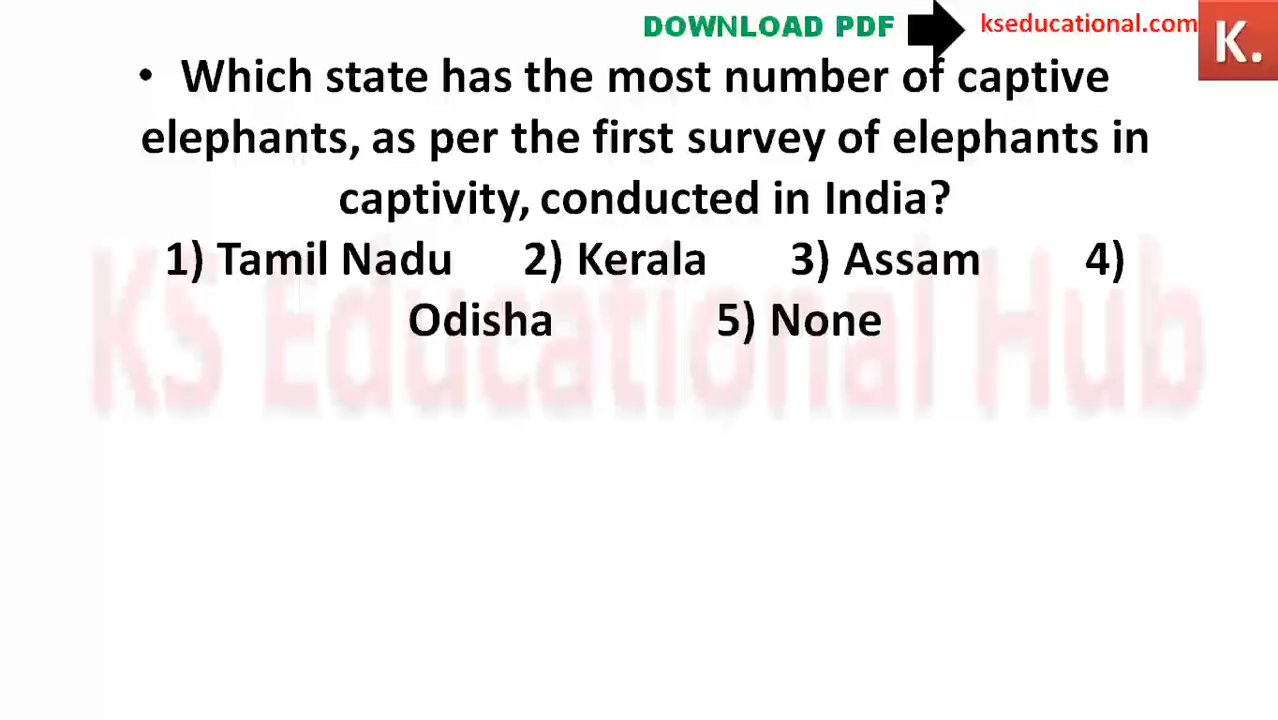 DOWNLOAD PDF kseducational.com K.
• Which state has the most number of captive
elephants, as per the first survey of elephants in
captivity, conducted in India?
1) Tamil Nadu 2) Kerala 3) Assam 4)
Odisha 5) None
KS Educational Hub